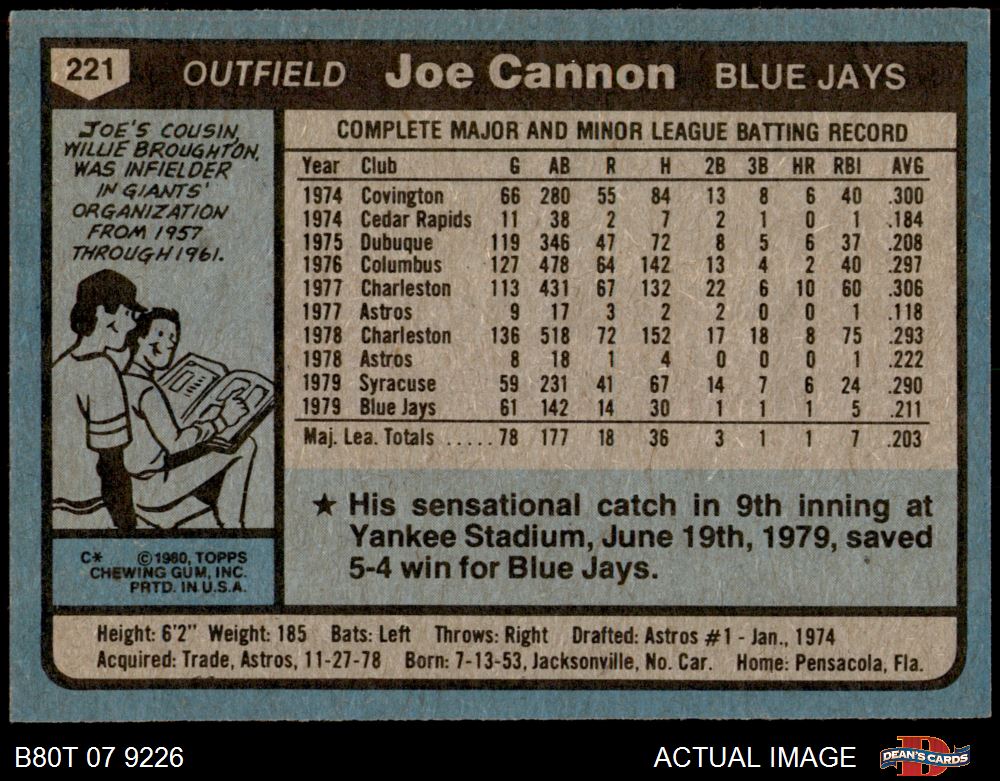 221 OUTFIELD Joe Cannon BLUE JAYS
JOE'S COUSIN,
WILLIE BROUGHTON,
WAS INFIELDER
IN GIANTS'
ORGANIZATION
FROM 1957
THROUGH 1961.
C* ©1980, TOPPS
CHEWING GUM, INC.
PRTD. IN U.S.A.
COMPLETE MAJOR AND MINOR LEAGUE BATTING RECORD
Year Club G AB R H 2B 3B HR RBI AVG
1974 Covington 66 280 55 84 13 8 6 40 .300
1974 Cedar Rapids 11 38 2 7 2 1 0 1 .184
1975 Dubuque 119 346 47 72 8 5 6 37 .208
1976 Columbus 127 478 64 142 13 4 2 40 .297
1977 Charleston 113 431 67 132 22 6 10 60 .306
1977 Astros 9 17 3 2 2 0 0 1 .118
1978 Charleston 136 518 72 152 17 18 8 75 .293
1978 Astros 8 18 1 4 0 0 0 1 .222
1979 Syracuse 59 231 41 67 14 7 6 24 .290
1979 Blue Jays 61 142 14 30 1 1 1 5 .211
Maj. Lea. Totals ..... 78 177 18 36 3 1 1 7 .203
★ His sensational catch in 9th inning at
Yankee Stadium, June 19th, 1979, saved
5-4 win for Blue Jays.
Height: 6'2" Weight: 185 Bats: Left Throws: Right Drafted: Astros #1 - Jan., 1974
Acquired: Trade, Astros, 11-27-78 Born: 7-13-53, Jacksonville, No. Car. Home: Pensacola, Fla.
B80T 07 9226 ACTUAL IMAGE DEAN'S CARDS